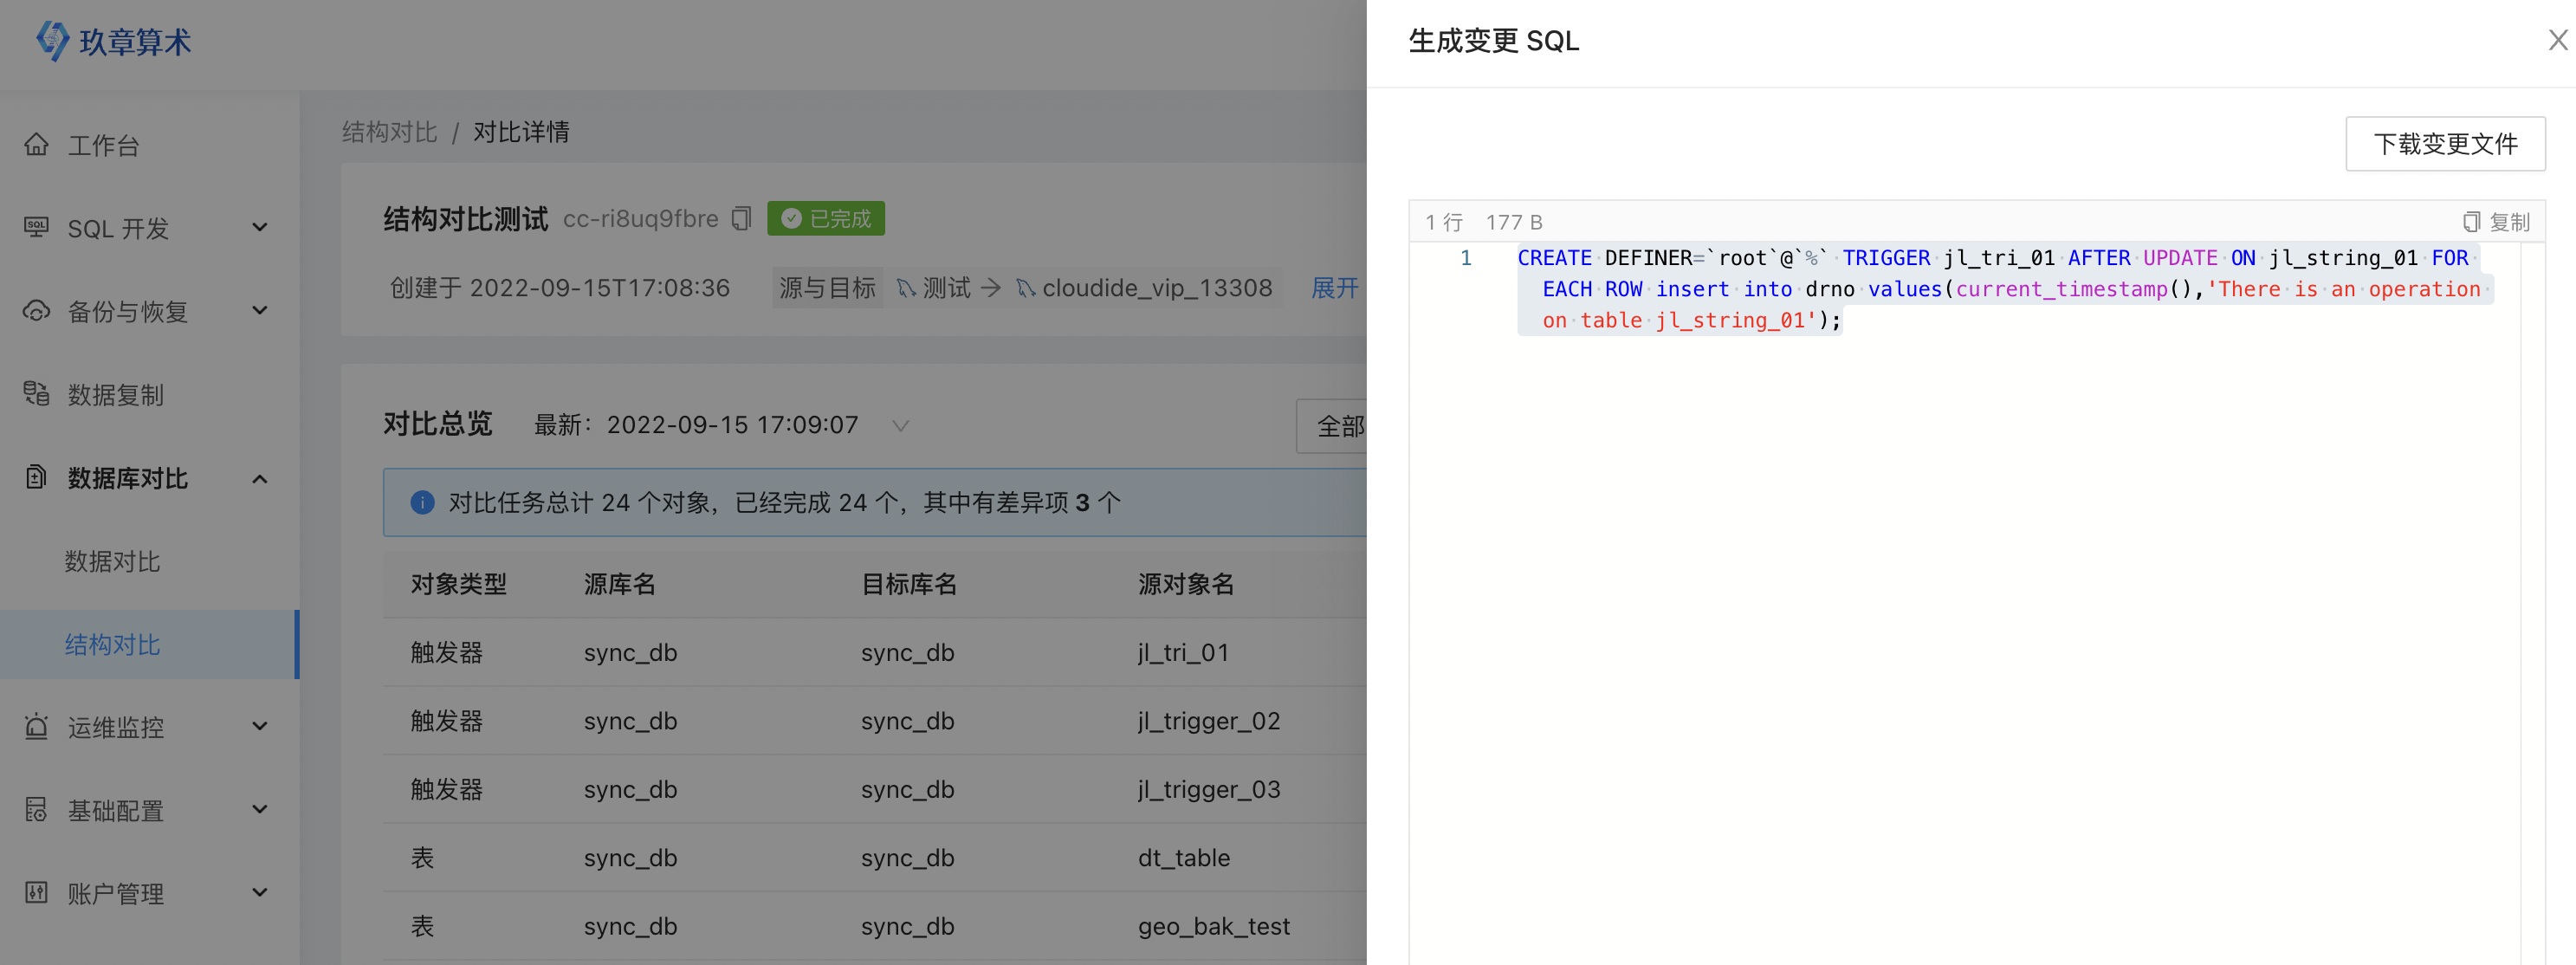 玖章算术
工作台
SQL 开发
备份与恢复
数据复制
数据库对比
数据对比
结构对比
运维监控
基础配置
账户管理
结构对比 / 对比详情
结构对比测试 cc-ri8uq9fbre 已完成
创建于 2022-09-15T17:08:36 源与目标 测试 → cloudide_vip_13308 展开
对比总览 最新： 2022-09-15 17:09:07 全部
对比任务总计 24 个对象，已经完成 24 个，其中有差异项 3 个
对象类型 源库名 目标库名 源对象名
触发器 sync_db sync_db jl_tri_01
触发器 sync_db sync_db jl_trigger_02
触发器 sync_db sync_db jl_trigger_03
表 sync_db sync_db dt_table
表 sync_db sync_db geo_bak_test
生成变更 SQL
下载变更文件
1 行 177 B 复制
1 CREATE DEFINER=`root`@`%` TRIGGER jl_tri_01 AFTER UPDATE ON jl_string_01 FOR
EACH ROW insert into drno values(current_timestamp(),'There is an operation
on table jl_string_01');